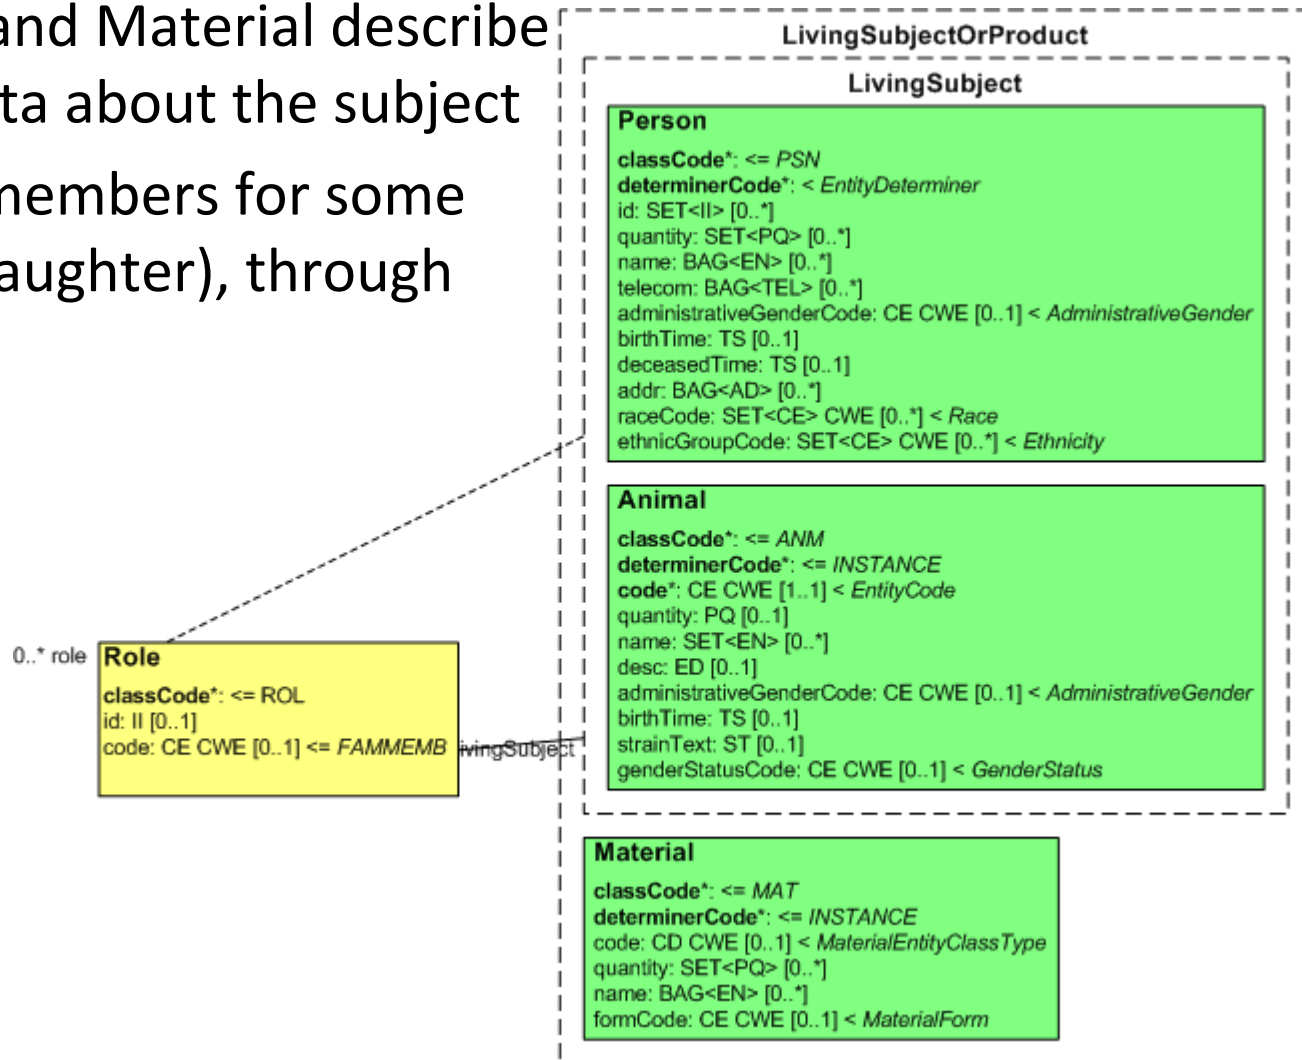 and Material describe
ta about the subject
members for some
aughter), through
LivingSubjectOrProduct
LivingSubject
Person
classCode*: <= PSN
determinerCode*: < EntityDeterminer
id: SET<II> [0..*]
quantity: SET<PQ> [0..*]
name: BAG<EN> [0..*]
telecom: BAG<TEL> [0..*]
administrativeGenderCode: CE CWE [0..1] < AdministrativeGender
birthTime: TS [0..1]
deceasedTime: TS [0..1]
addr: BAG<AD> [0..*]
raceCode: SET<CE> CWE [0..*] < Race
ethnicGroupCode: SET<CE> CWE [0..*] < Ethnicity
Animal
classCode*: <= ANM
determinerCode*: <= INSTANCE
code*: CE CWE [1..1] < EntityCode
quantity: PQ [0..1]
name: SET<EN> [0..*]
desc: ED [0..1]
administrativeGenderCode: CE CWE [0..1] < AdministrativeGender
birthTime: TS [0..1]
strainText: ST [0..1]
genderStatusCode: CE CWE [0..1] < GenderStatus
0..* role
Role
classCode*: <= ROL
id: II [0..1]
code: CE CWE [0..1] <= FAMMEMB
ivingSubject
Material
classCode*: <= MAT
determinerCode*: <= INSTANCE
code: CD CWE [0..1] < MaterialEntityClassType
quantity: SET<PQ> [0..*]
name: BAG<EN> [0..*]
formCode: CE CWE [0..1] < MaterialForm